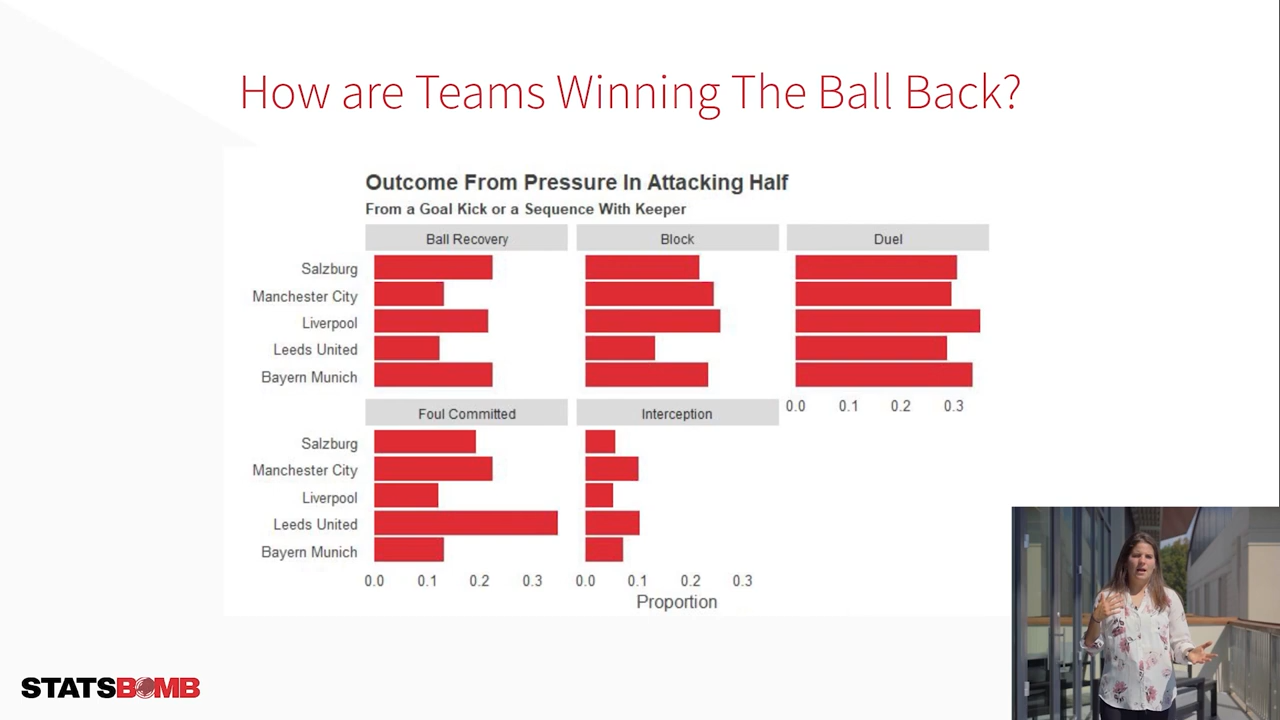 How are Teams Winning The Ball Back?
Outcome From Pressure In Attacking Half
From a Goal Kick or a Sequence With Keeper
Ball Recovery Block Duel
Salzburg
Manchester City
Liverpool
Leeds United
Bayern Munich
0.0 0.1 0.2 0.3
Foul Committed Interception
Salzburg
Manchester City
Liverpool
Leeds United
Bayern Munich
0.0 0.1 0.2 0.3 0.0 0.1 0.2 0.3
Proportion
STATSBOMB